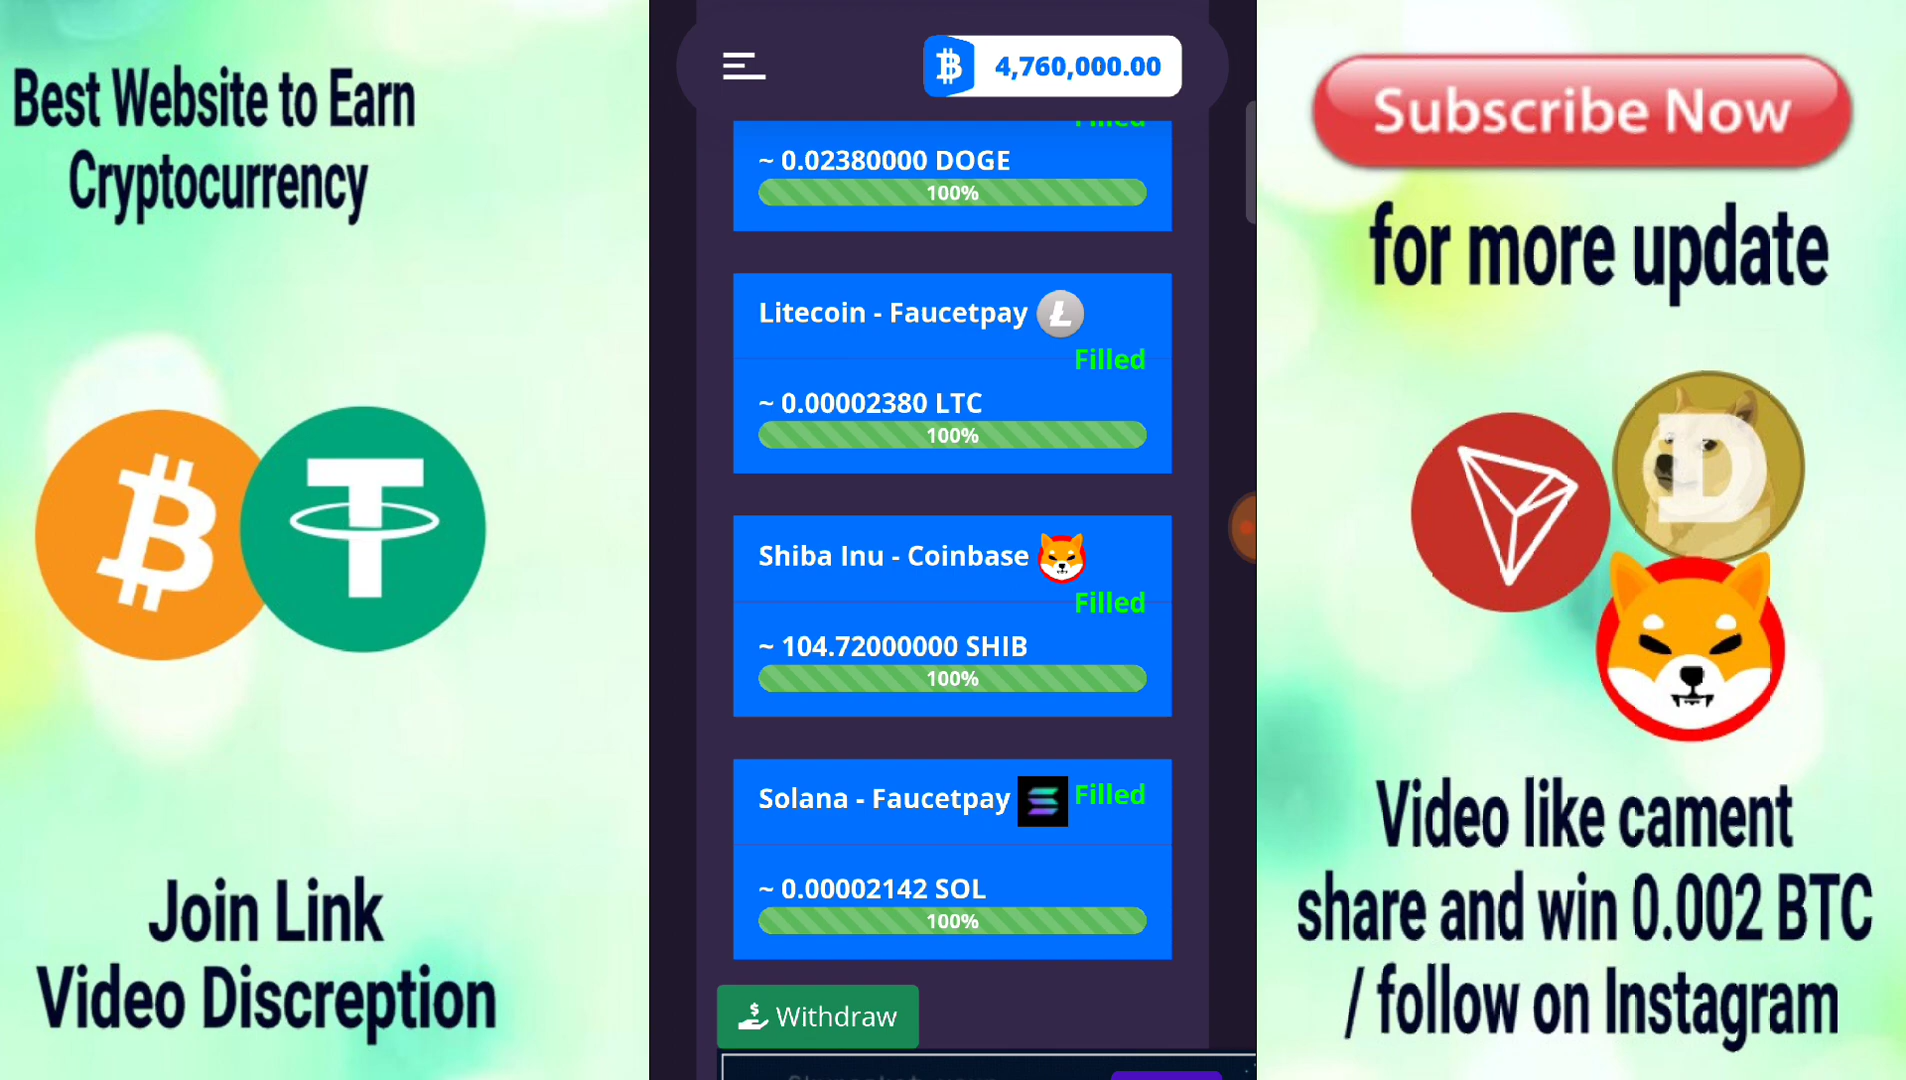 Best Website to Earn
Cryptocurrency
Join Link
Video Discreption
4,760,000.00
Filled
~ 0.02380000 DOGE
100%
Litecoin - Faucetpay
Filled
~ 0.00002380 LTC
100%
Shiba Inu - Coinbase
Filled
~ 104.72000000 SHIB
100%
Solana - Faucetpay
Filled
~ 0.00002142 SOL
100%
Withdraw
Subscribe Now
for more update
Video like cament
share and win 0.002 BTC
/ follow on Instagram